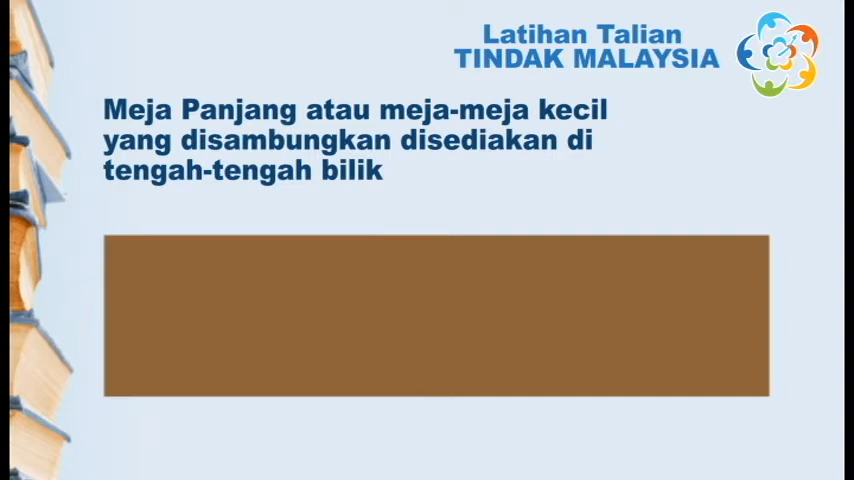 Latihan Talian
TINDAK MALAYSIA
Meja Panjang atau meja-meja kecil
yang disambungkan disediakan di
tengah-tengah bilik